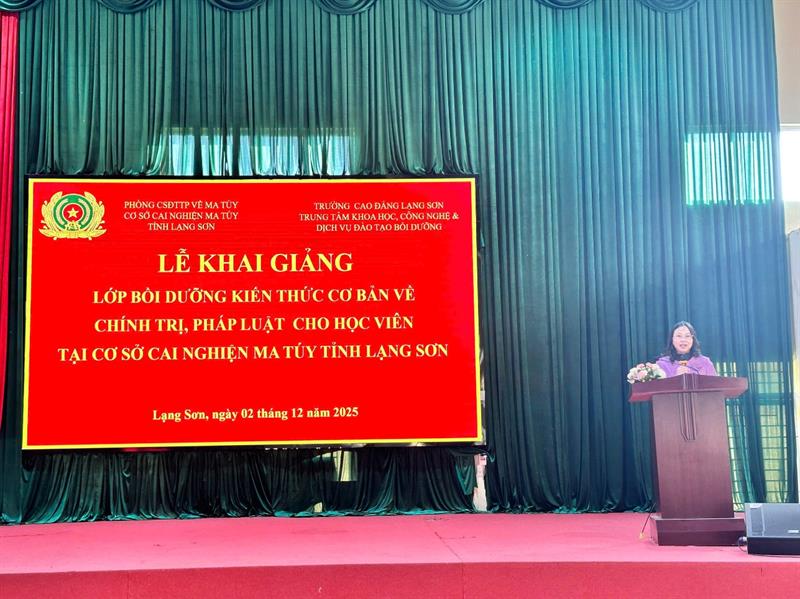 PHÒNG CSĐTTP VỀ MA TÚY
CƠ SỞ CAI NGHIỆN MA TÚY
TỈNH LẠNG SƠN
TRƯỜNG CAO ĐẲNG LẠNG SƠN
TRUNG TÂM KHOA HỌC, CÔNG NGHỆ &
DỊCH VỤ ĐÀO TẠO BỒI DƯỠNG
LỄ KHAI GIẢNG
LỚP BỒI DƯỠNG KIẾN THỨC CƠ BẢN VỀ
CHÍNH TRỊ, PHÁP LUẬT CHO HỌC VIÊN
TẠI CƠ SỞ CAI NGHIỆN MA TÚY TỈNH LẠNG SƠN
Lạng Sơn, ngày 02 tháng 12 năm 2025